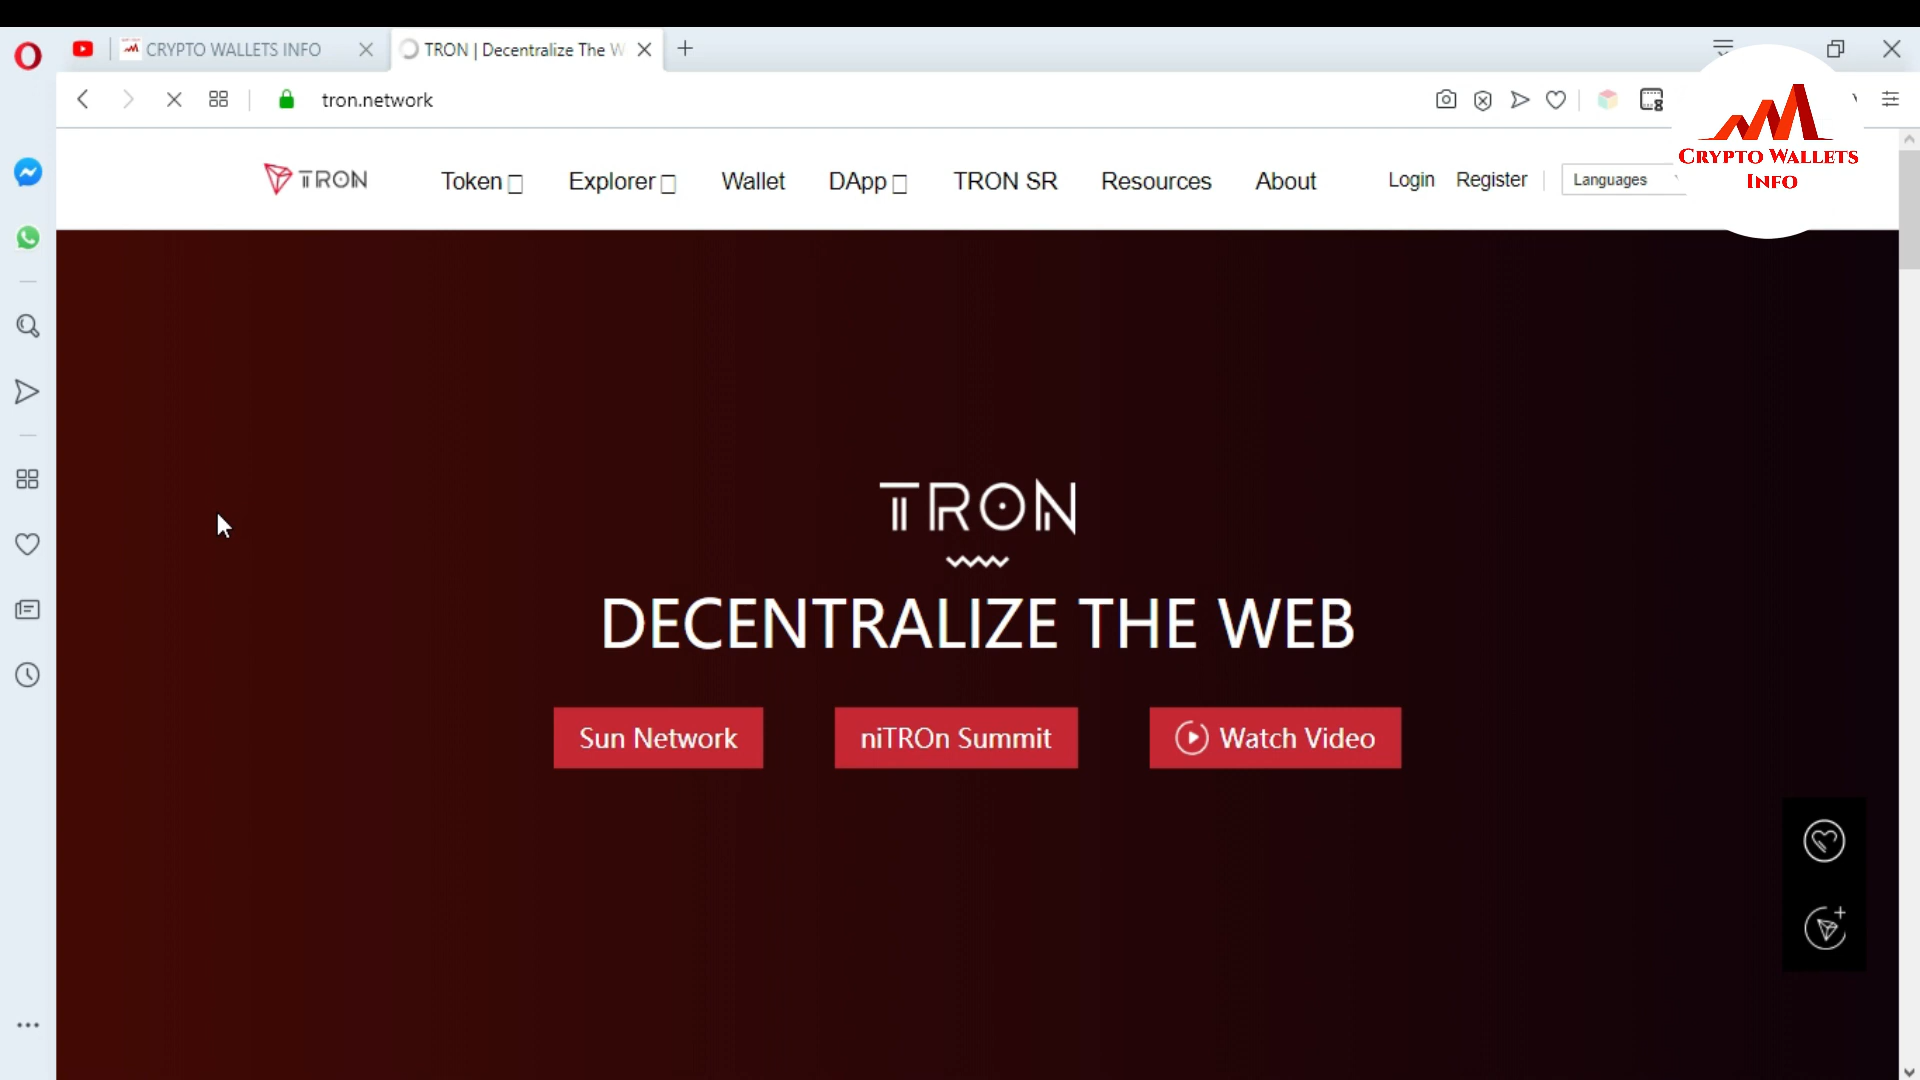 CRYPTO WALLETS INFO
TRON | Decentralize The W
tron.network
CRYPTO WALLETS
INFO
TRON
Token
Explorer
Wallet
DApp
TRON SR
Resources
About
Login
Register
Languages
TRON
DECENTRALIZE THE WEB
Sun Network
niTROn Summit
Watch Video